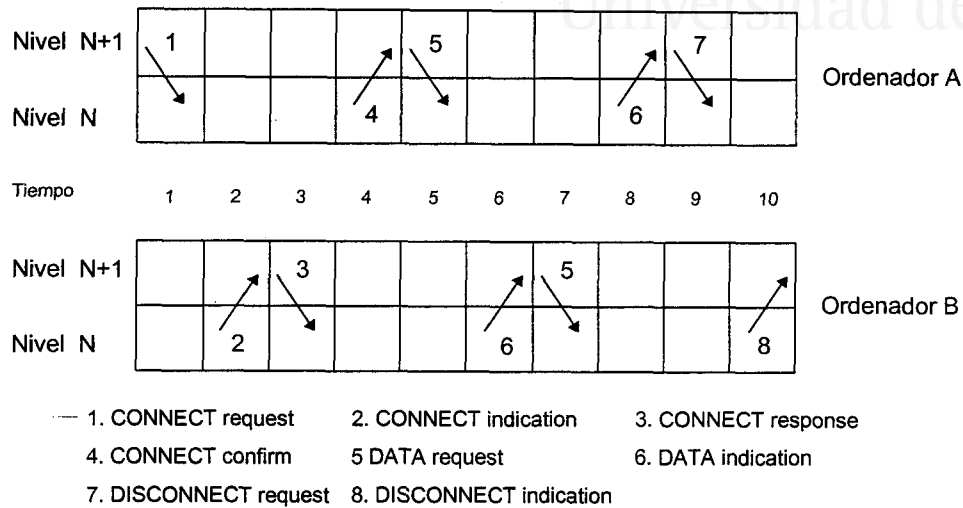 Universidad de
Nivel N+1 1 5 7
Ordenador A
Nivel N 4 6
Tiempo 1 2 3 4 5 6 7 8 9 10
Nivel N+1 3 5
Ordenador B
Nivel N 2 6 8
1. CONNECT request 2. CONNECT indication 3. CONNECT response
4. CONNECT confirm 5 DATA request 6. DATA indication
7. DISCONNECT request 8. DISCONNECT indication